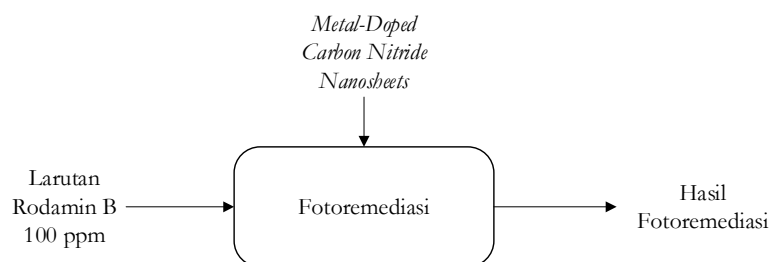 Metal-Doped
Carbon Nitride
Nanosheets
Larutan
Rodamin B
100 ppm
Fotoremediasi
Hasil
Fotoremediasi